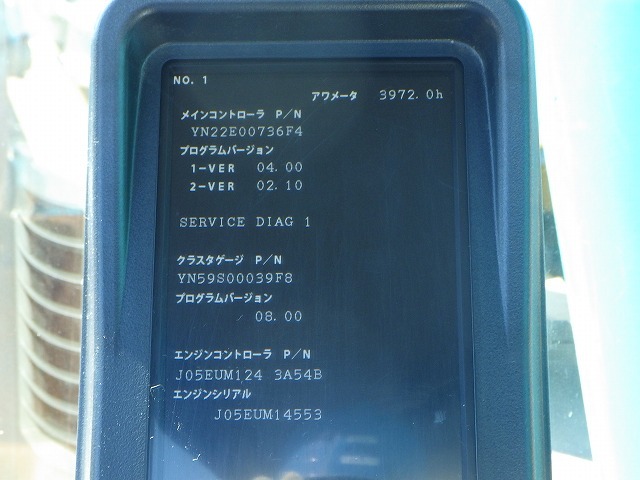 NO. 1
アワメータ 3972.0h
メインコントローラ P/N
YN22E00736F4
プログラムバージョン
1-VER 04.00
2-VER 02.10
SERVICE DIAG 1
クラスタゲージ P/N
YN59S00039F8
プログラムバージョン
08.00
エンジンコントローラ P/N
J05EUM124 3A54B
エンジンシリアル
J05EUM14553